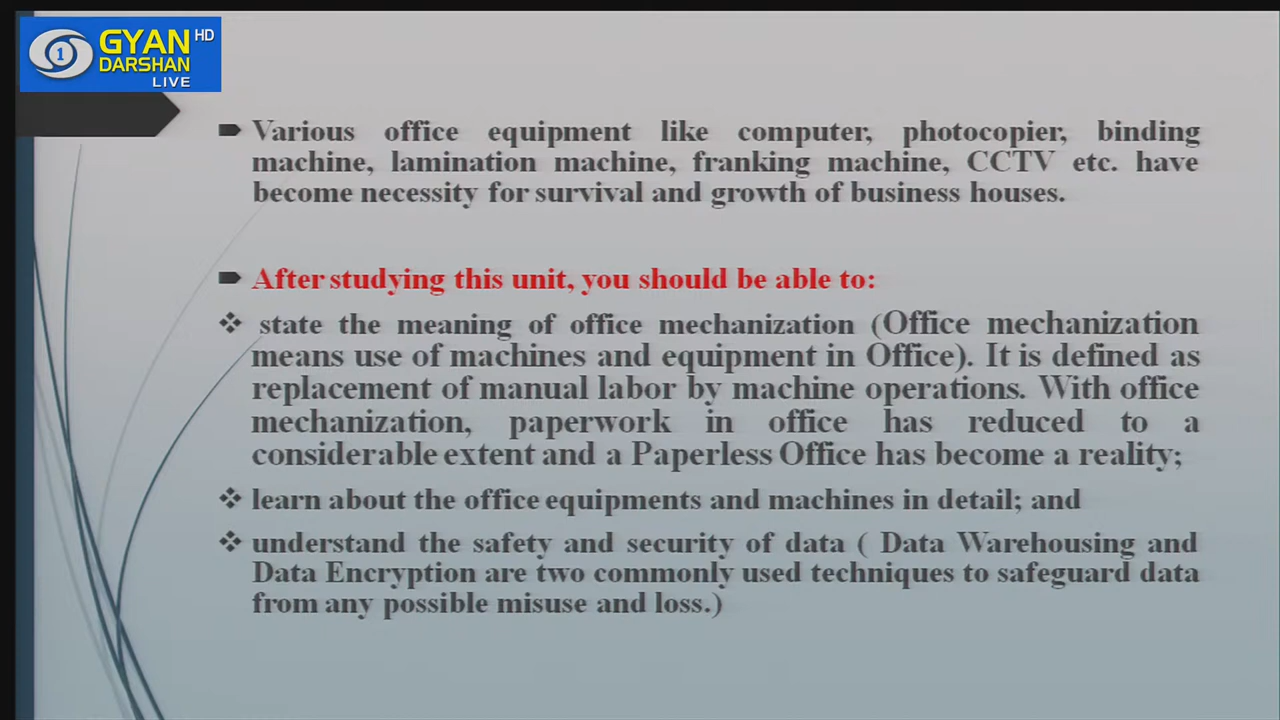 GYAN HD
DARSHAN
1
LIVE
Various office equipment like computer, photocopier, binding
machine, lamination machine, franking machine, CCTV etc. have
become necessity for survival and growth of business houses.
After studying this unit, you should be able to:
state the meaning of office mechanization (Office mechanization
means use of machines and equipment in Office). It is defined as
replacement of manual labor by machine operations. With office
mechanization, paperwork in office has reduced to a
considerable extent and a Paperless Office has become a reality;
learn about the office equipments and machines in detail; and
understand the safety and security of data ( Data Warehousing and
Data Encryption are two commonly used techniques to safeguard data
from any possible misuse and loss.)